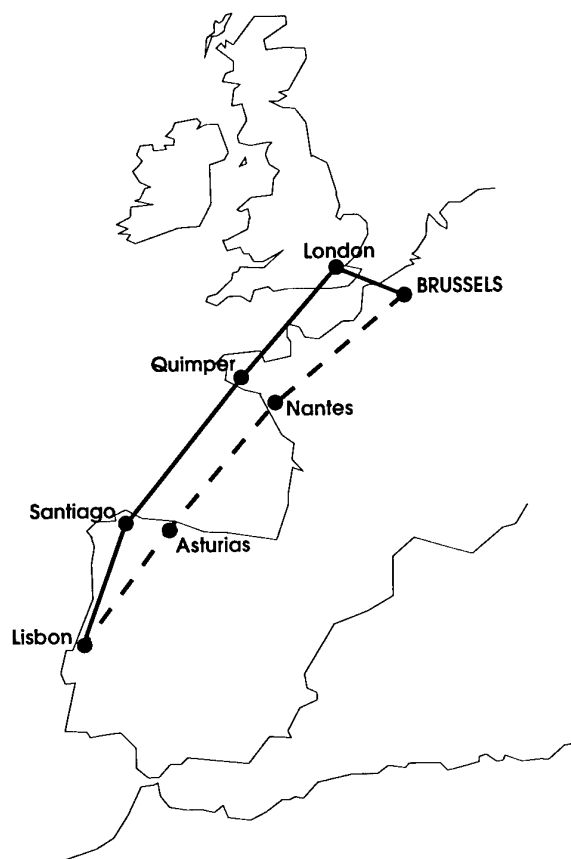 London
BRUSSELS
Quimper
Nantes
Santiago
Asturias
Lisbon